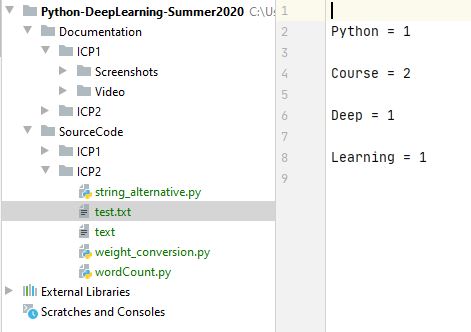 Python-DeepLearning-Summer2020 C:\Us
Documentation
ICP1
Screenshots
Video
ICP2
SourceCode
ICP1
ICP2
string_alternative.py
test.txt
text
weight_conversion.py
wordCount.py
External Libraries
Scratches and Consoles
1
2 Python = 1
3
4 Course = 2
5
6 Deep = 1
7
8 Learning = 1
9